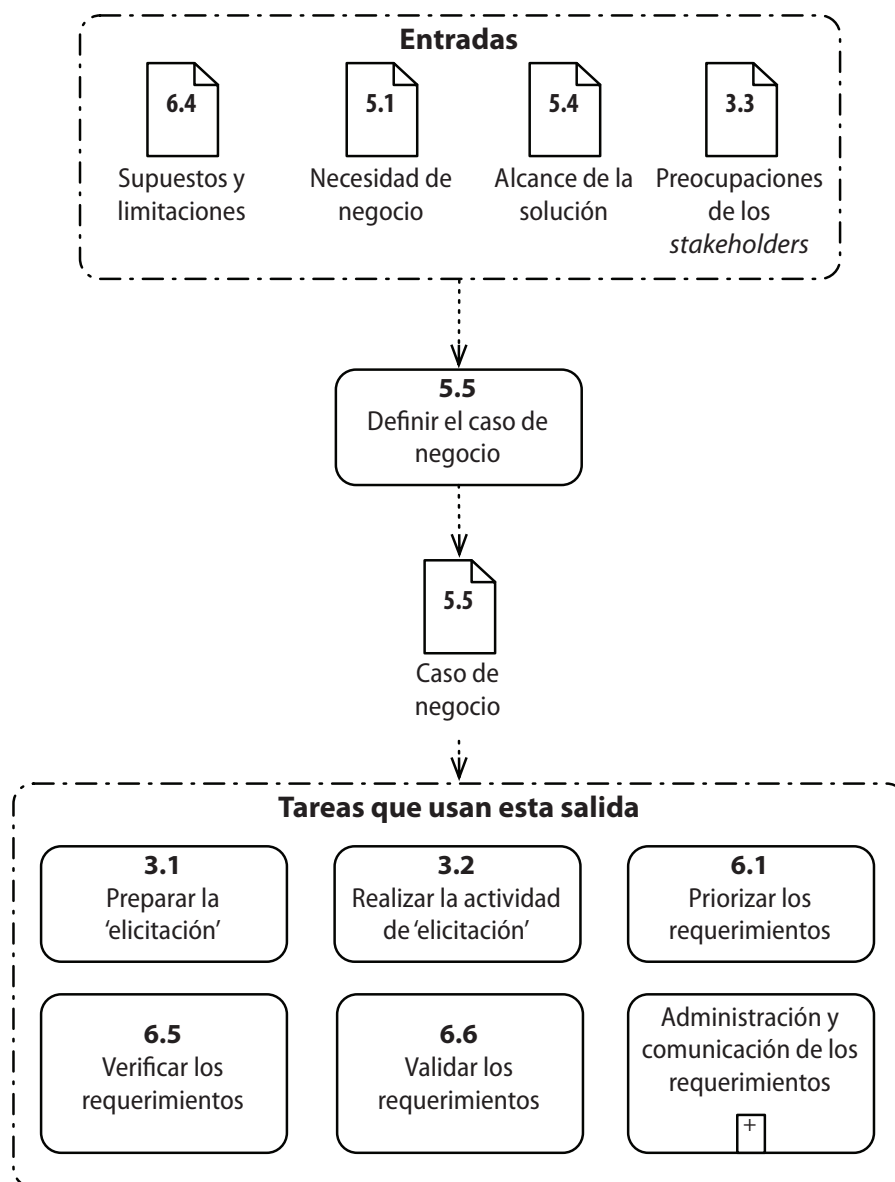 Entradas
6.4
5.1
5.4
3.3
Supuestos y
limitaciones
Necesidad de
negocio
Alcance de la
solución
Preocupaciones
de los
stakeholders
5.5
Definir el caso de
negocio
5.5
Caso de
negocio
Tareas que usan esta salida
3.1
Preparar la
‘elicitación’
3.2
Realizar la actividad
de ‘elicitación’
6.1
Priorizar los
requerimientos
6.5
Verificar los
requerimientos
6.6
Validar los
requerimientos
Administración y
comunicación de los
requerimientos
+